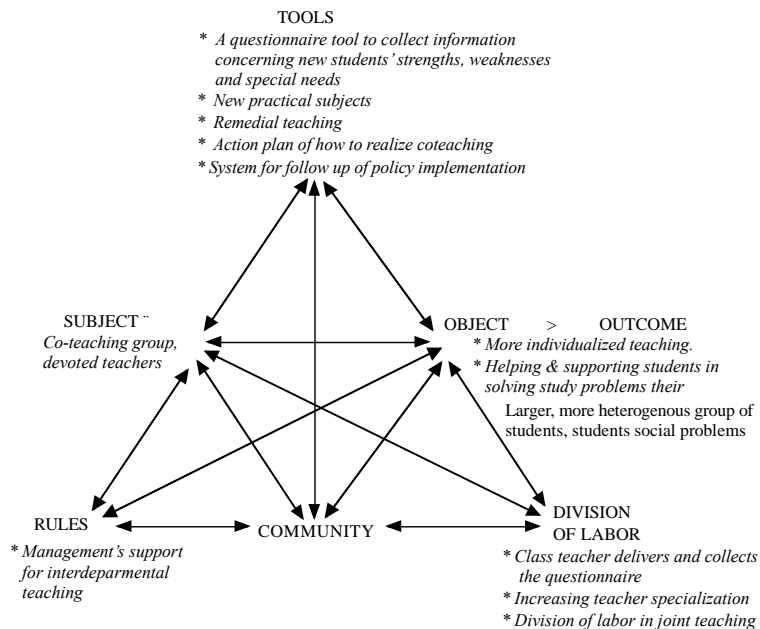 TOOLS
* A questionnaire tool to collect information
concerning new students' strengths, weaknesses
and special needs
* New practical subjects
* Remedial teaching
* Action plan of how to realize coteaching
* System for follow up of policy implementation
SUBJECT ¨
Co-teaching group,
devoted teachers
OBJECT > OUTCOME
* More individualized teaching.
* Helping & supporting students in
solving study problems their
Larger, more heterogenous group of
students, students social problems
RULES
* Management's support
for interdeparmental
teaching
COMMUNITY
DIVISION
OF LABOR
* Class teacher delivers and collects
the questionnaire
* Increasing teacher specialization
* Division of labor in joint teaching